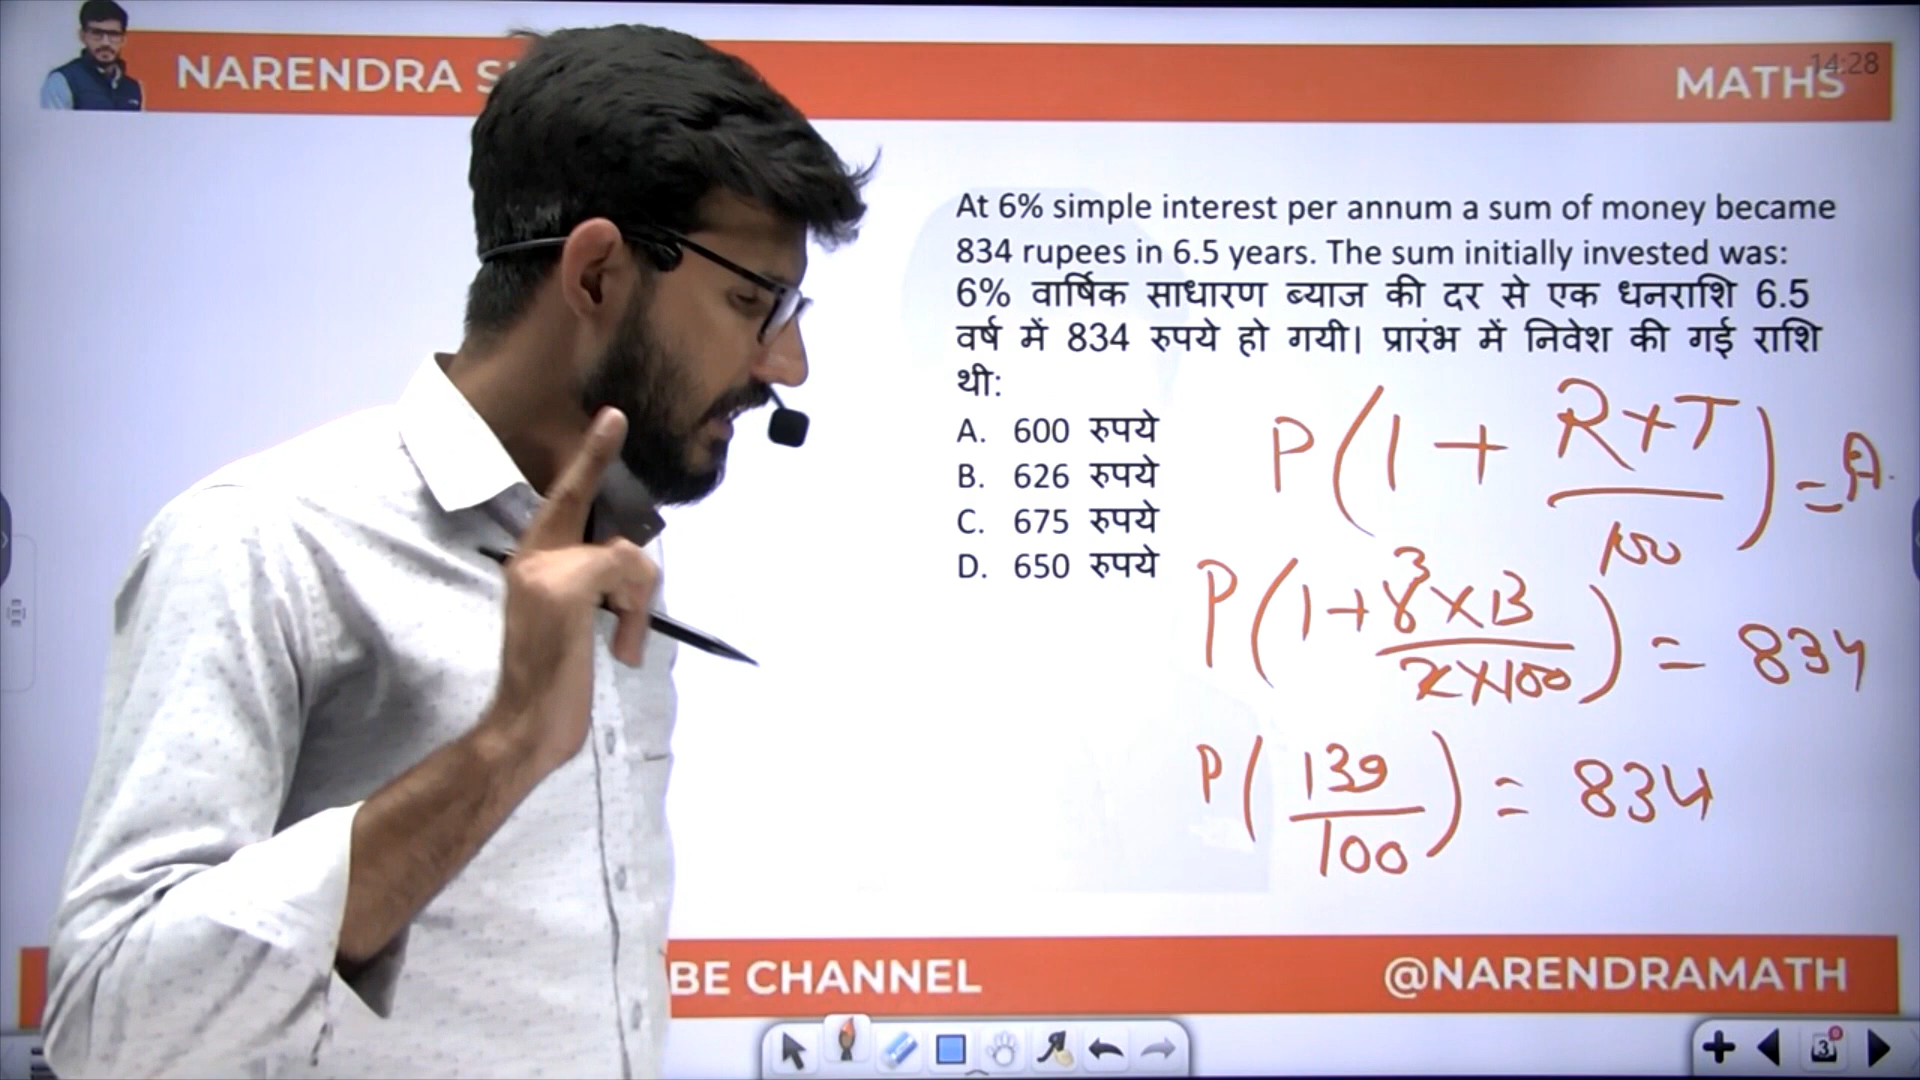 NARENDRA S
MATHS
14:28
At 6% simple interest per annum a sum of money became
834 rupees in 6.5 years. The sum initially invested was:
6% वार्षिक साधारण ब्याज की दर से एक धनराशि 6.5
वर्ष में 834 रुपये हो गयी। प्रारंभ में निवेश की गई राशि
थी:
A. 600 रुपये
B. 626 रुपये
C. 675 रुपये
D. 650 रुपये
P(1 + R×T/100) = A.
P(1+6³×13/2×100) = 834
P(139/100) = 834
BE CHANNEL
@NARENDRAMATH
3